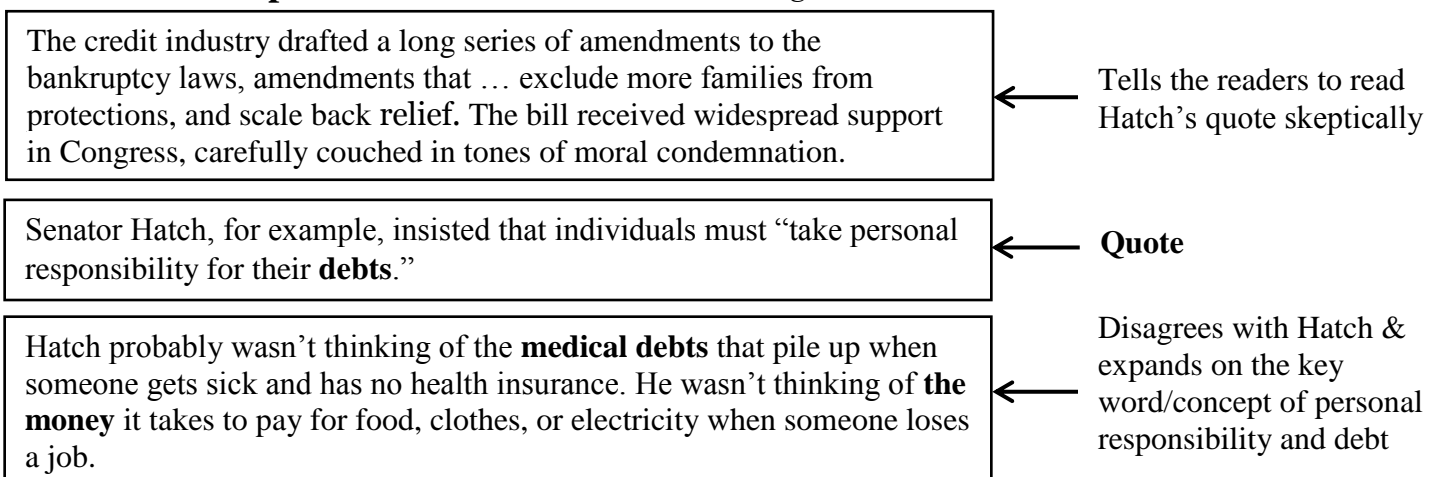 The credit industry drafted a long series of amendments to the
bankruptcy laws, amendments that … exclude more families from
protections, and scale back relief. The bill received widespread support
in Congress, carefully couched in tones of moral condemnation.
Tells the readers to read
Hatch’s quote skeptically
Senator Hatch, for example, insisted that individuals must “take personal
responsibility for their debts.”
Quote
Hatch probably wasn’t thinking of the medical debts that pile up when
someone gets sick and has no health insurance. He wasn’t thinking of the
money it takes to pay for food, clothes, or electricity when someone loses
a job.
Disagrees with Hatch &
expands on the key
word/concept of personal
responsibility and debt